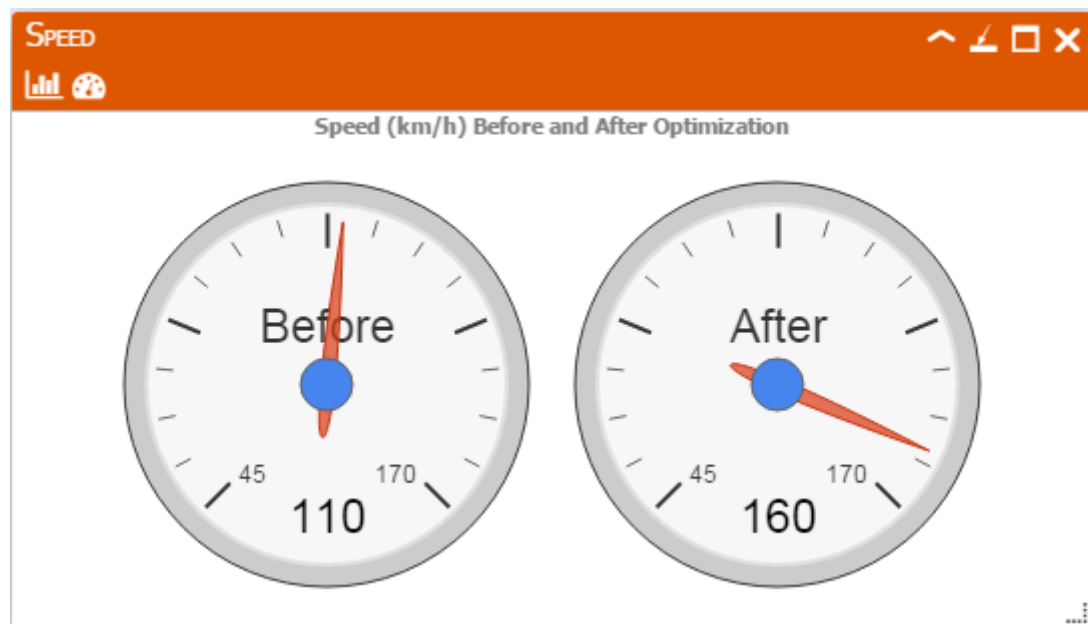 SPEED
Speed (km/h) Before and After Optimization
Before
After
45 170
45 170
110
160